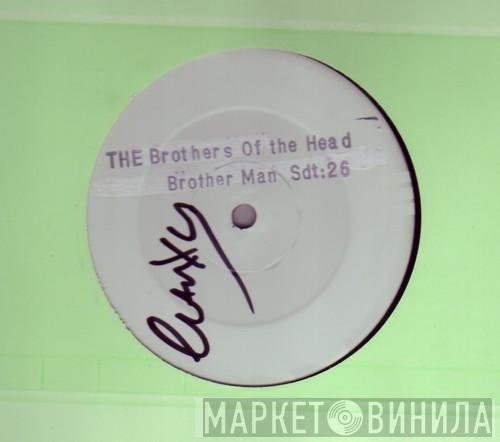 THE Brothers Of the Head
Brother Man Sdt:26
МАРКЕТ ВИНИЛА